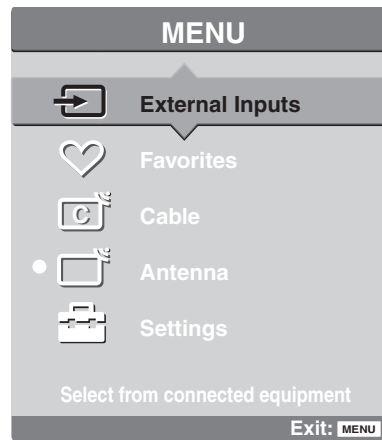 MENU
External Inputs
Favorites
C Cable
Antenna
Settings
Select from connected equipment
Exit: MENU